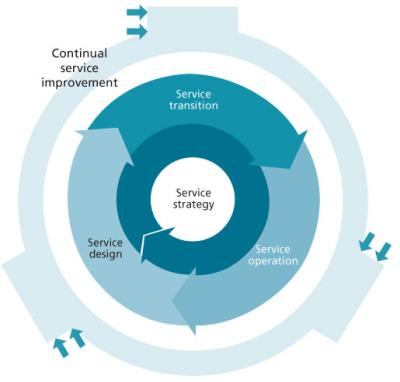 Continual
service
improvement
Service
transition
Service
strategy
Service
design
Service
operation